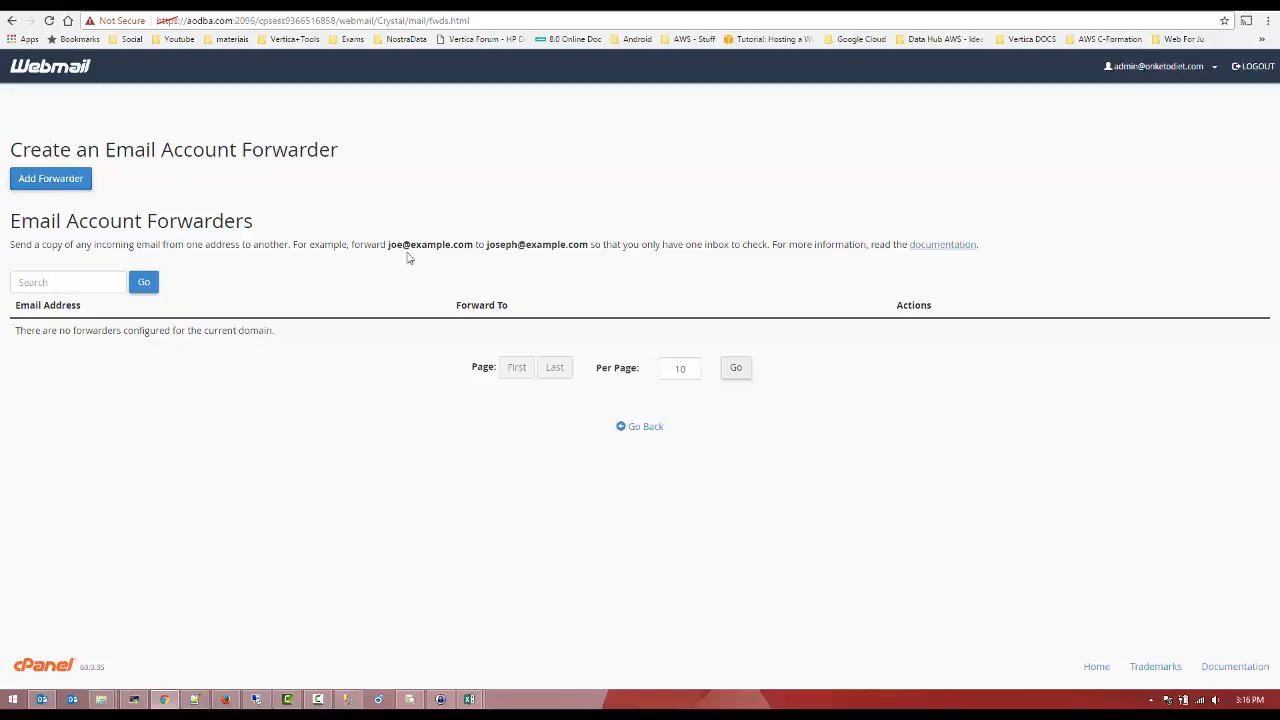 Not Secure https://aodba.com:2096/cpsess9366516858/webmail/Crystal/mail/fwds.html
Apps Bookmarks Social Youtube materiais Vertica+Tools Exams NostraData Vertica Forum - HP D 8.0 Online Doc Android AWS - Stuff Tutorial: Hosting a W Google Cloud Data Hub AWS - Idea Vertica DOCS AWS C-Formation Web For Ju »
Webmail admin@onketodiet.com LOGOUT
Create an Email Account Forwarder
Add Forwarder
Email Account Forwarders
Send a copy of any incoming email from one address to another. For example, forward joe@example.com to joseph@example.com so that you only have one inbox to check. For more information, read the documentation.
Search Go
Email Address Forward To Actions
There are no forwarders configured for the current domain.
Page: First Last Per Page: 10 Go
Go Back
cPanel 60.0.35 Home Trademarks Documentation
3:16 PM